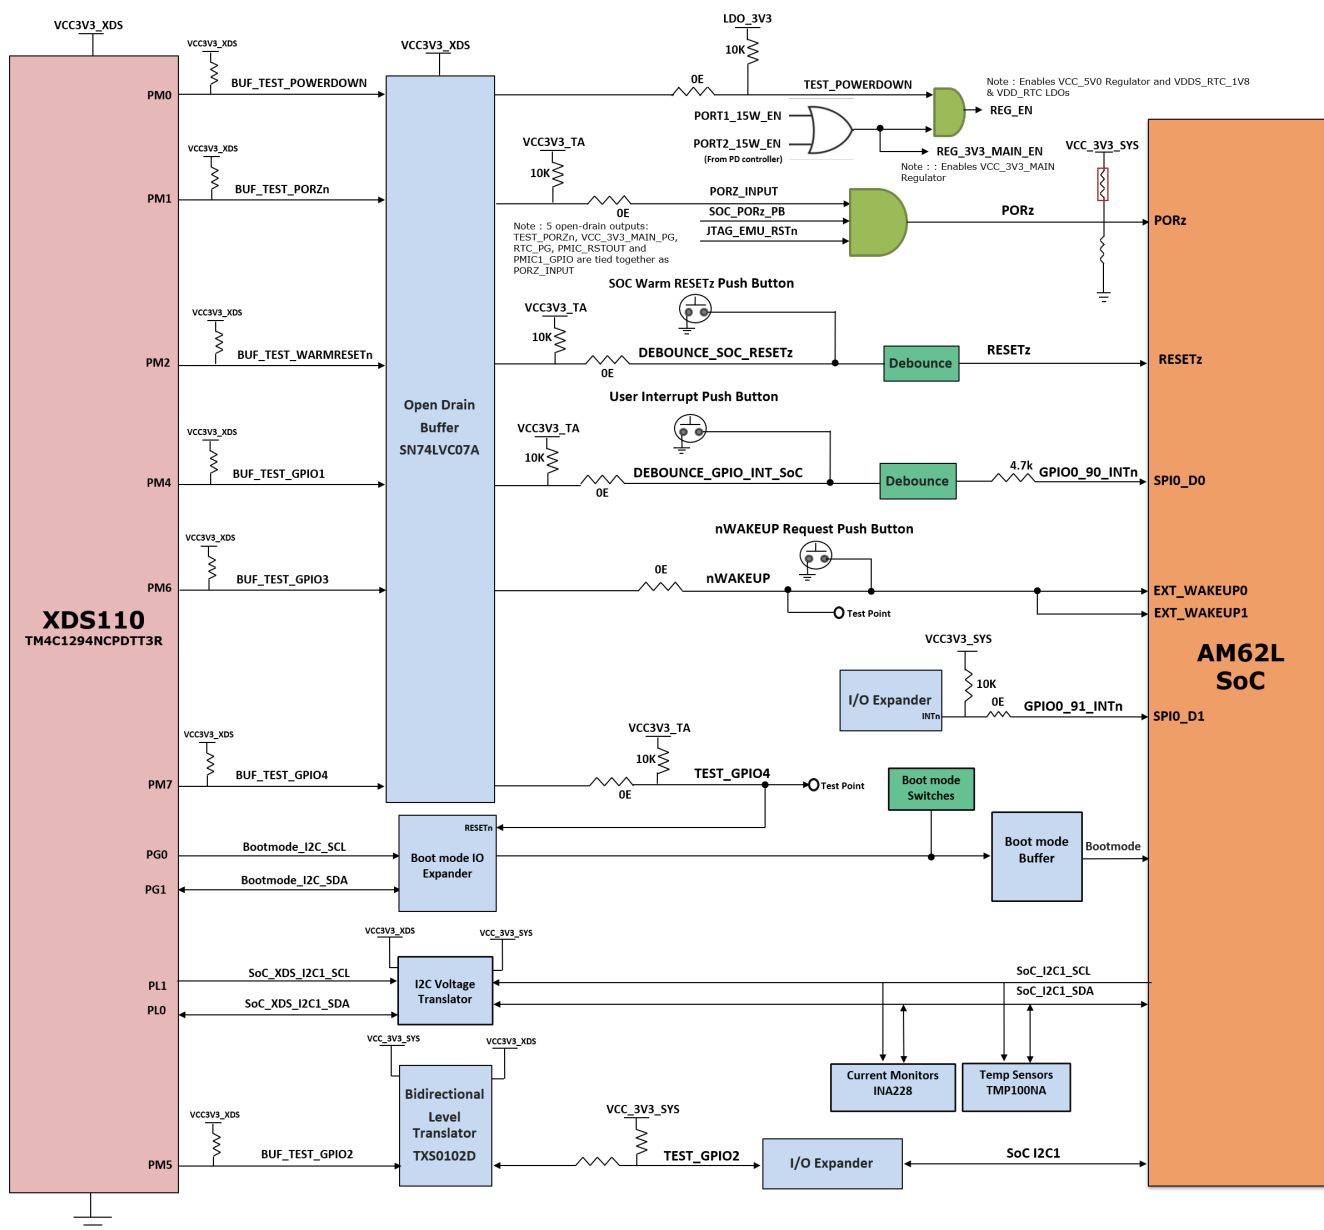 VCC3V3_XDS
XDS110
TM4C1294NCPDTT3R
PM0
PM1
PM2
PM4
PM6
PM7
PG0
PG1
PL1
PL0
PM5
VCC3V3_XDS
BUF_TEST_POWERDOWN
VCC3V3_XDS
BUF_TEST_PORZn
VCC3V3_XDS
BUF_TEST_WARMRESETn
VCC3V3_XDS
BUF_TEST_GPIO1
VCC3V3_XDS
BUF_TEST_GPIO3
VCC3V3_XDS
BUF_TEST_GPIO4
Bootmode_I2C_SCL
Bootmode_I2C_SDA
SoC_XDS_I2C1_SCL
SoC_XDS_I2C1_SDA
VCC3V3_XDS
BUF_TEST_GPIO2
VCC3V3_XDS
Open Drain
Buffer
SN74LVC07A
LDO_3V3
10K
0E
TEST_POWERDOWN
Note : Enables VCC_5V0 Regulator and VDDS_RTC_1V8
& VDD_RTC LDOs
REG_EN
PORT1_15W_EN
PORT2_15W_EN
(From PD controller)
REG_3V3_MAIN_EN
Note : : Enables VCC_3V3_MAIN
Regulator
VCC3V3_TA
10K
0E
PORZ_INPUT
SOC_PORz_PB
JTAG_EMU_RSTn
Note : 5 open-drain outputs:
TEST_PORZn, VCC_3V3_MAIN_PG,
RTC_PG, PMIC_RSTOUT and
PMIC1_GPIO are tied together as
PORZ_INPUT
VCC_3V3_SYS
PORz
PORz
SOC Warm RESETz Push Button
VCC3V3_TA
10K
0E
DEBOUNCE_SOC_RESETz
Debounce
RESETz
RESETz
User Interrupt Push Button
VCC3V3_TA
10K
0E
DEBOUNCE_GPIO_INT_SoC
Debounce
4.7k
GPIO0_90_INTn
SPI0_D0
nWAKEUP Request Push Button
0E
nWAKEUP
Test Point
EXT_WAKEUP0
EXT_WAKEUP1
AM62L
SoC
VCC3V3_SYS
10K
I/O Expander
INTn
0E
GPIO0_91_INTn
SPI0_D1
VCC3V3_TA
10K
0E
TEST_GPIO4
Test Point
Boot mode
Switches
RESETn
Boot mode IO
Expander
Boot mode
Buffer
Bootmode
VCC3V3_XDS
VCC_3V3_SYS
I2C Voltage
Translator
SoC_I2C1_SCL
SoC_I2C1_SDA
Current Monitors
INA228
Temp Sensors
TMP100NA
VCC_3V3_SYS
VCC3V3_XDS
Bidirectional
Level
Translator
TXS0102D
VCC_3V3_SYS
TEST_GPIO2
I/O Expander
SoC I2C1